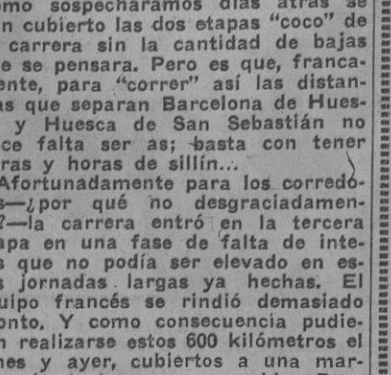 omo sospecháramos días atrás se
n cubierto las dos etapas “coco” de
carrera sin la cantidad de bajas
e se pensara. Pero es que, franca-
ente, para “correr” así las distan-
as que separan Barcelona de Hues-
y Huesca de San Sebastián no
ce falta ser as; basta con tener
ras y horas de sillín...
Afortunadamente para los corredo-
s—¿por qué no desgraciadamen-
?—la carrera entró en la tercera
apa en una fase de falta de inte-
s que no podía ser elevado en es-
s jornadas largas ya hechas. El
uipo francés se rindió demasiado
onto. Y como consecuencia pudie-
n realizarse estos 600 kilómetros el
nes y ayer, cubiertos a una mar-